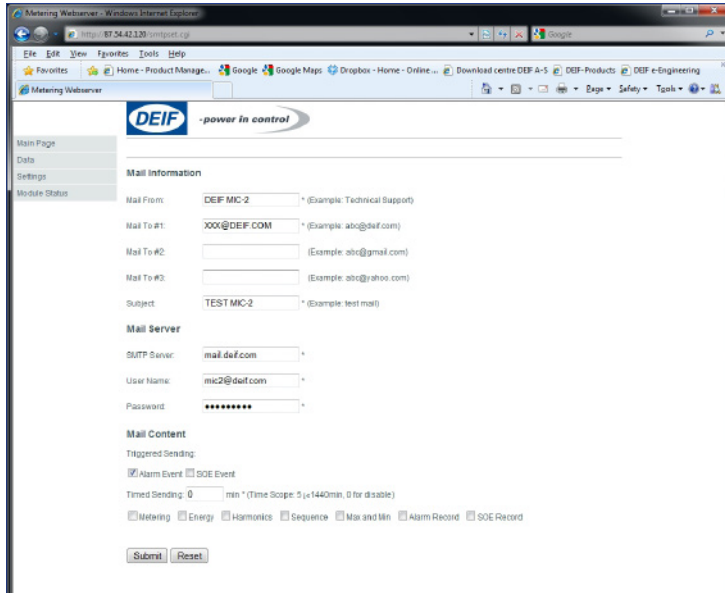 Metering Webserver - Windows Internet Explorer
http://87.54.42.120/smtpset.cgi
Google
File Edit View Favorites Tools Help
Favorites Home - Product Manage... Google Google Maps Dropbox - Home - Online ... Download centre DEIF A-S DEIF-Products DEIF e-Engineering
Metering Webserver Page Safety Tools
DEIF -power in control
Main Page
Data
Settings
Module Status
Mail Information
Mail From: DEIF MIC-2 * (Example: Technical Support)
Mail To #1: XXX@DEIF.COM * (Example: abc@deif.com)
Mail To #2: (Example: abc@gmail.com)
Mail To #3: (Example: abc@yahoo.com)
Subject: TEST MIC-2 * (Example: test mail)
Mail Server
SMTP Server: mail.deif.com *
User Name: mic2@deif.com *
Password: ●●●●●●●●● *
Mail Content
Triggered Sending:
Alarm Event SOE Event
Timed Sending: 0 min * (Time Scope: 5 1440min, 0 for disable)
Metering Energy Harmonics Sequence Max and Min Alarm Record SOE Record
Submit Reset